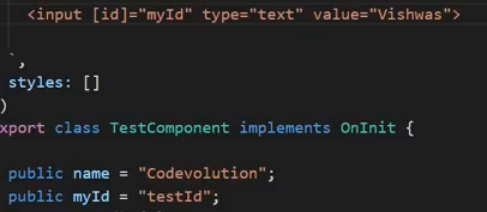 <input [id]="myId" type="text" value="Vishwas">
`,
styles: []
)
xport class TestComponent implements OnInit {
public name = "Codevolution";
public myId = "testId";